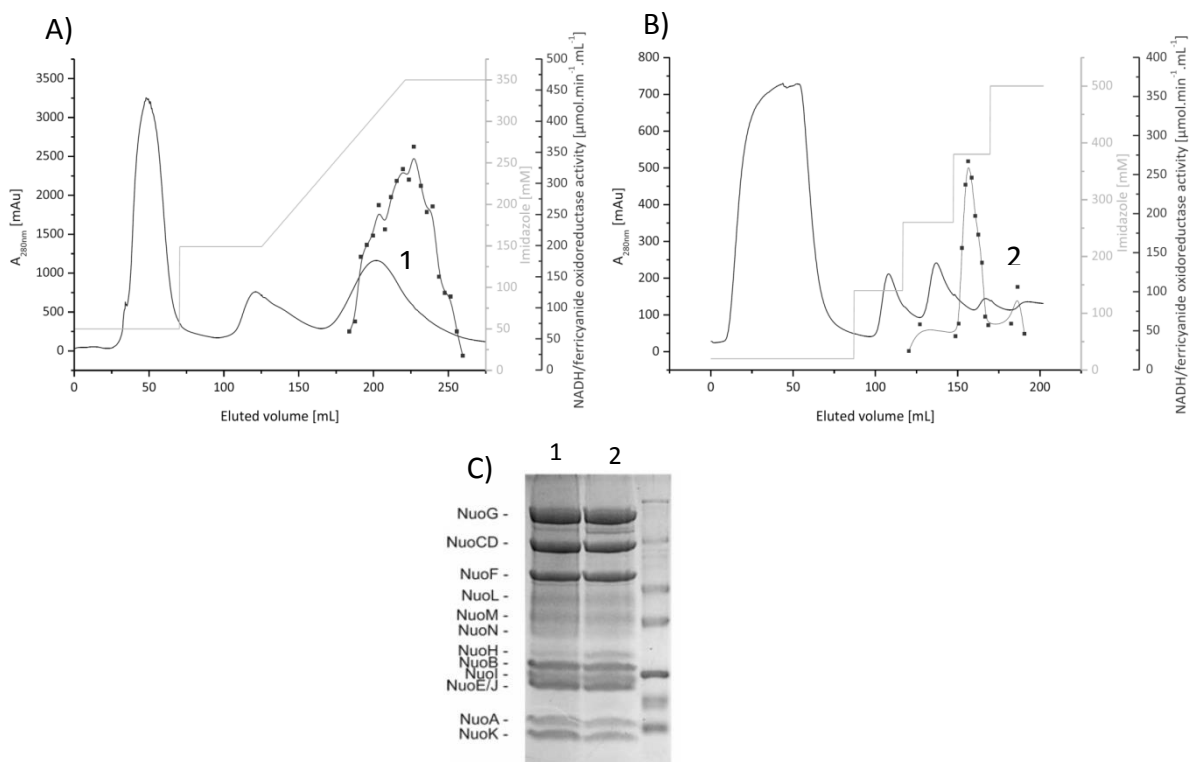 A)
3500
3000
2500
2000
1500
1000
500
0
A280nm [mAu]
0 50 100 150 200 250
Eluted volume [mL]
350
300
250
200
150
100
50
0
Imidazole [mM]
500
450
400
350
300
250
200
150
100
50
0
NADH/ferricyanide oxidoreductase activity [µmol.min-1.mL-1]
1
B)
800
700
600
500
400
300
200
100
0
A280nm [mAu]
0 50 100 150 200
Eluted volume [mL]
500
400
300
200
100
0
Imidazole [mM]
400
350
300
250
200
150
100
50
0
NADH/ferricyanide oxidoreductase activity [µmol.min-1.mL-1]
2
C)
1 2
NuoG -
NuoCD -
NuoF -
NuoL -
NuoM -
NuoN -
NuoH -
NuoB -
NuoI -
NuoE/J -
NuoA -
NuoK -